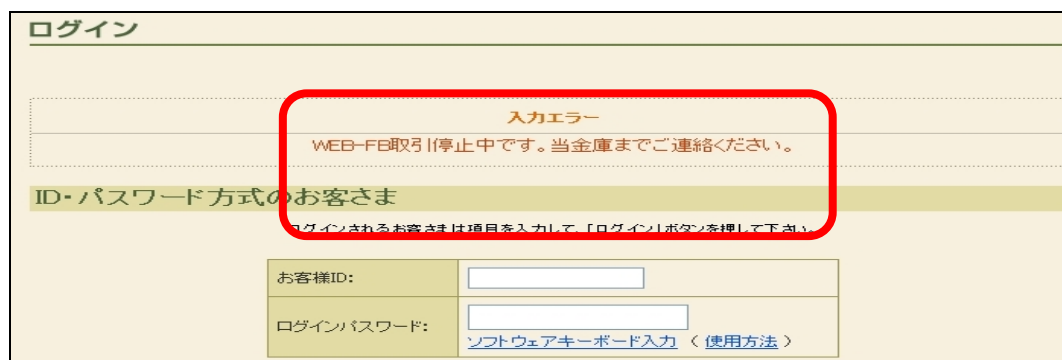 ログイン
入力エラー
WEB-FB取引停止中です。当金庫までご連絡ください。
ID・パスワード方式のお客さま
ログインされるお客さまは項目を入力して、「ログイン」ボタンを押して下さい。
お客様ID:
ログインパスワード:
ソフトウェアキーボード入力 （使用方法）